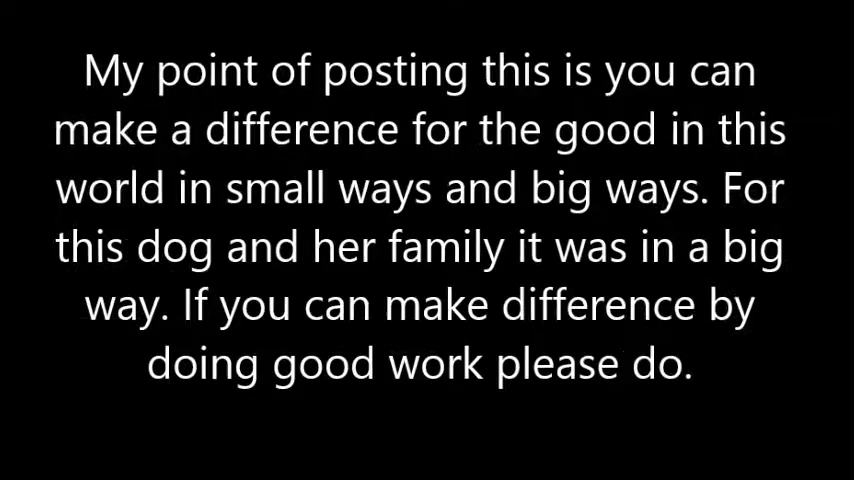 My point of posting this is you can
make a difference for the good in this
world in small ways and big ways. For
this dog and her family it was in a big
way. If you can make difference by
doing good work please do.